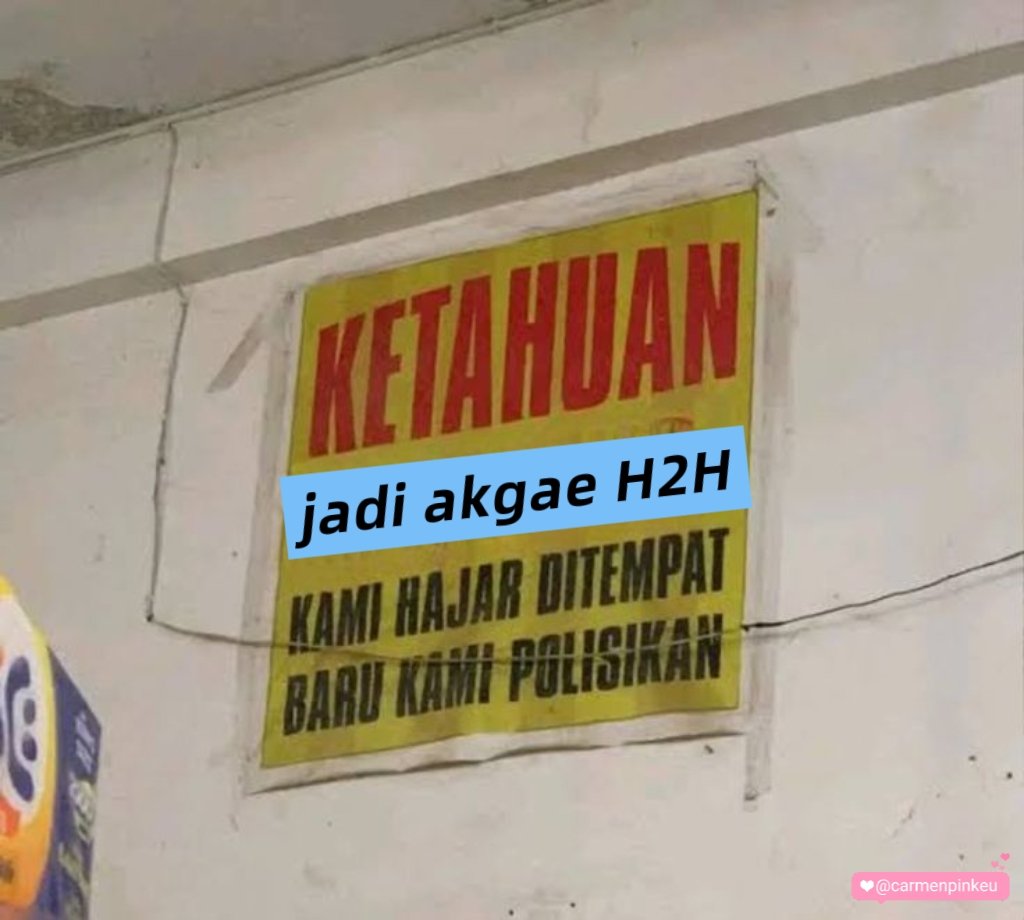 KETAHUAN
jadi akgae H2H
KAMI HAJAR DITEMPAT
BARU KAMI POLISIKAN
@carmenpinkeu